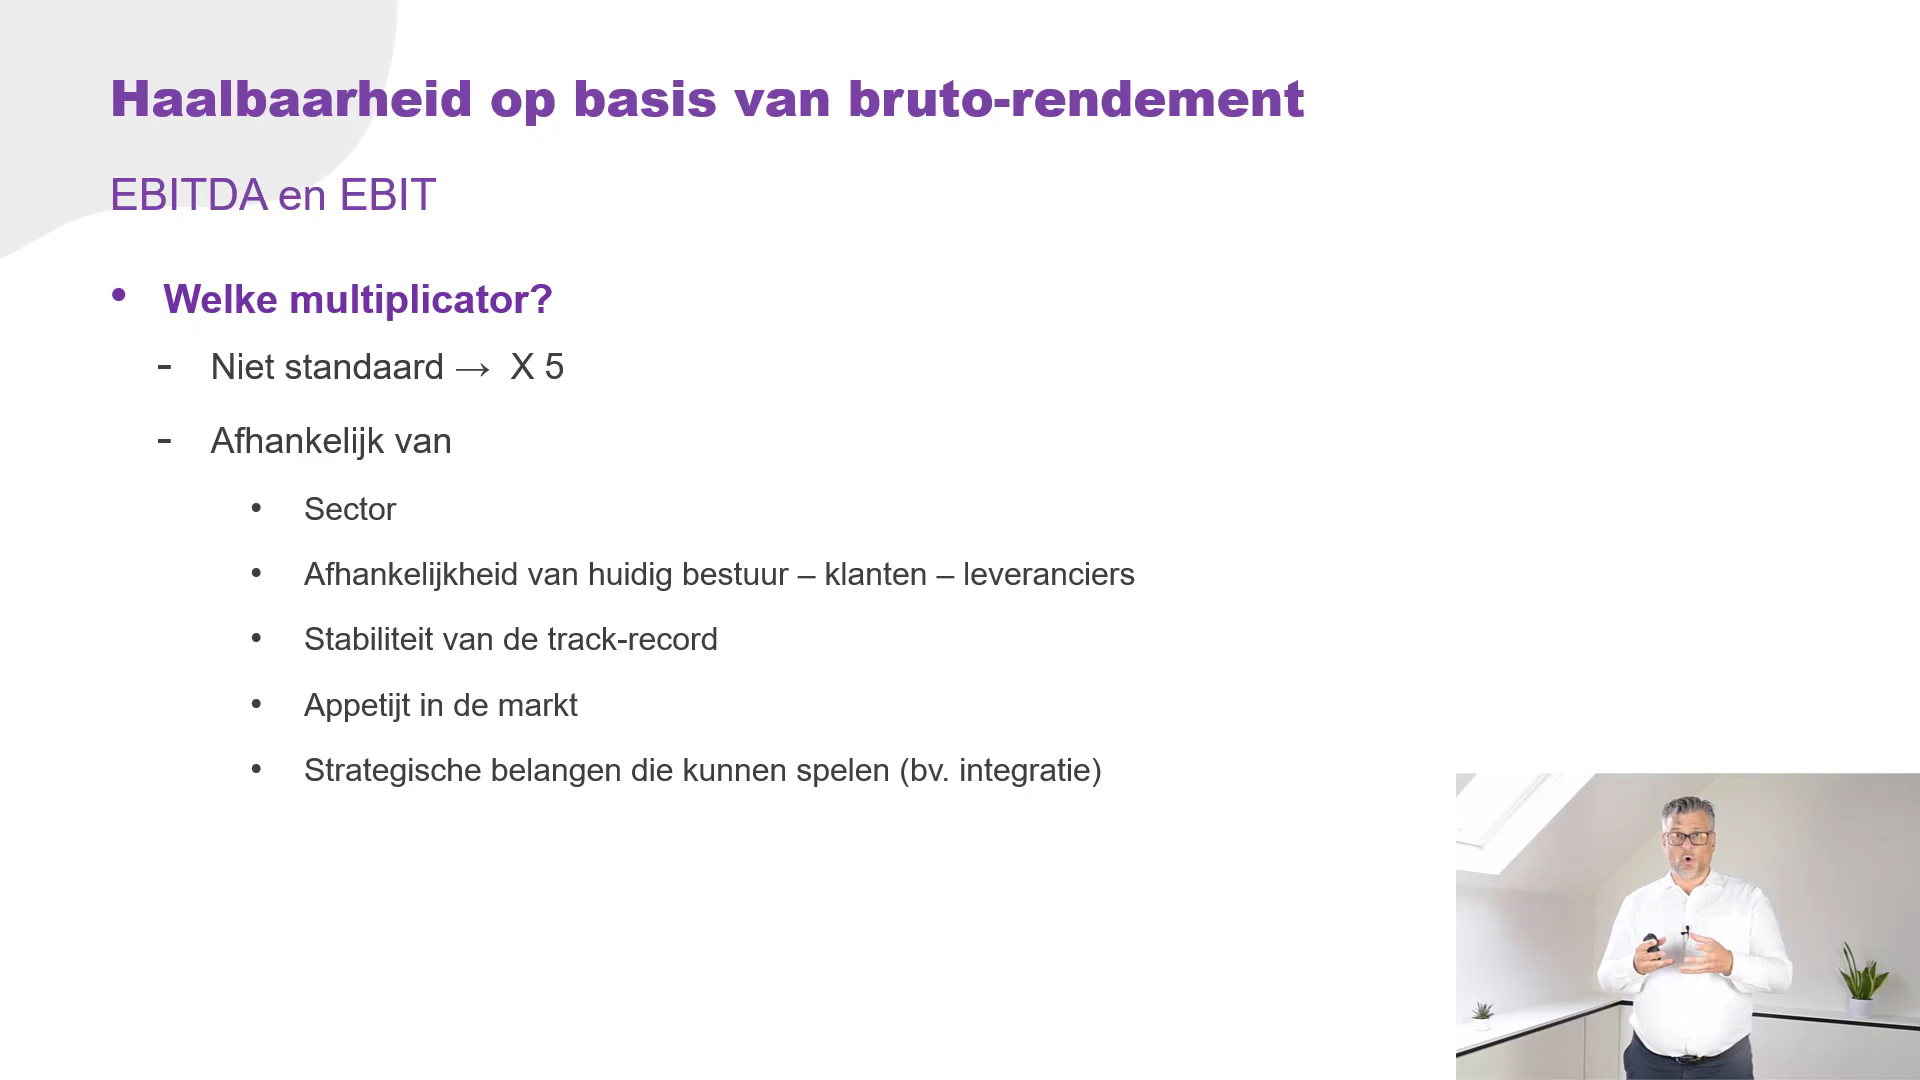 Haalbaarheid op basis van bruto-rendement
EBITDA en EBIT
• Welke multiplicator?
- Niet standaard → X 5
- Afhankelijk van
• Sector
• Afhankelijkheid van huidig bestuur – klanten – leveranciers
• Stabiliteit van de track-record
• Appetijt in de markt
• Strategische belangen die kunnen spelen (bv. integratie)